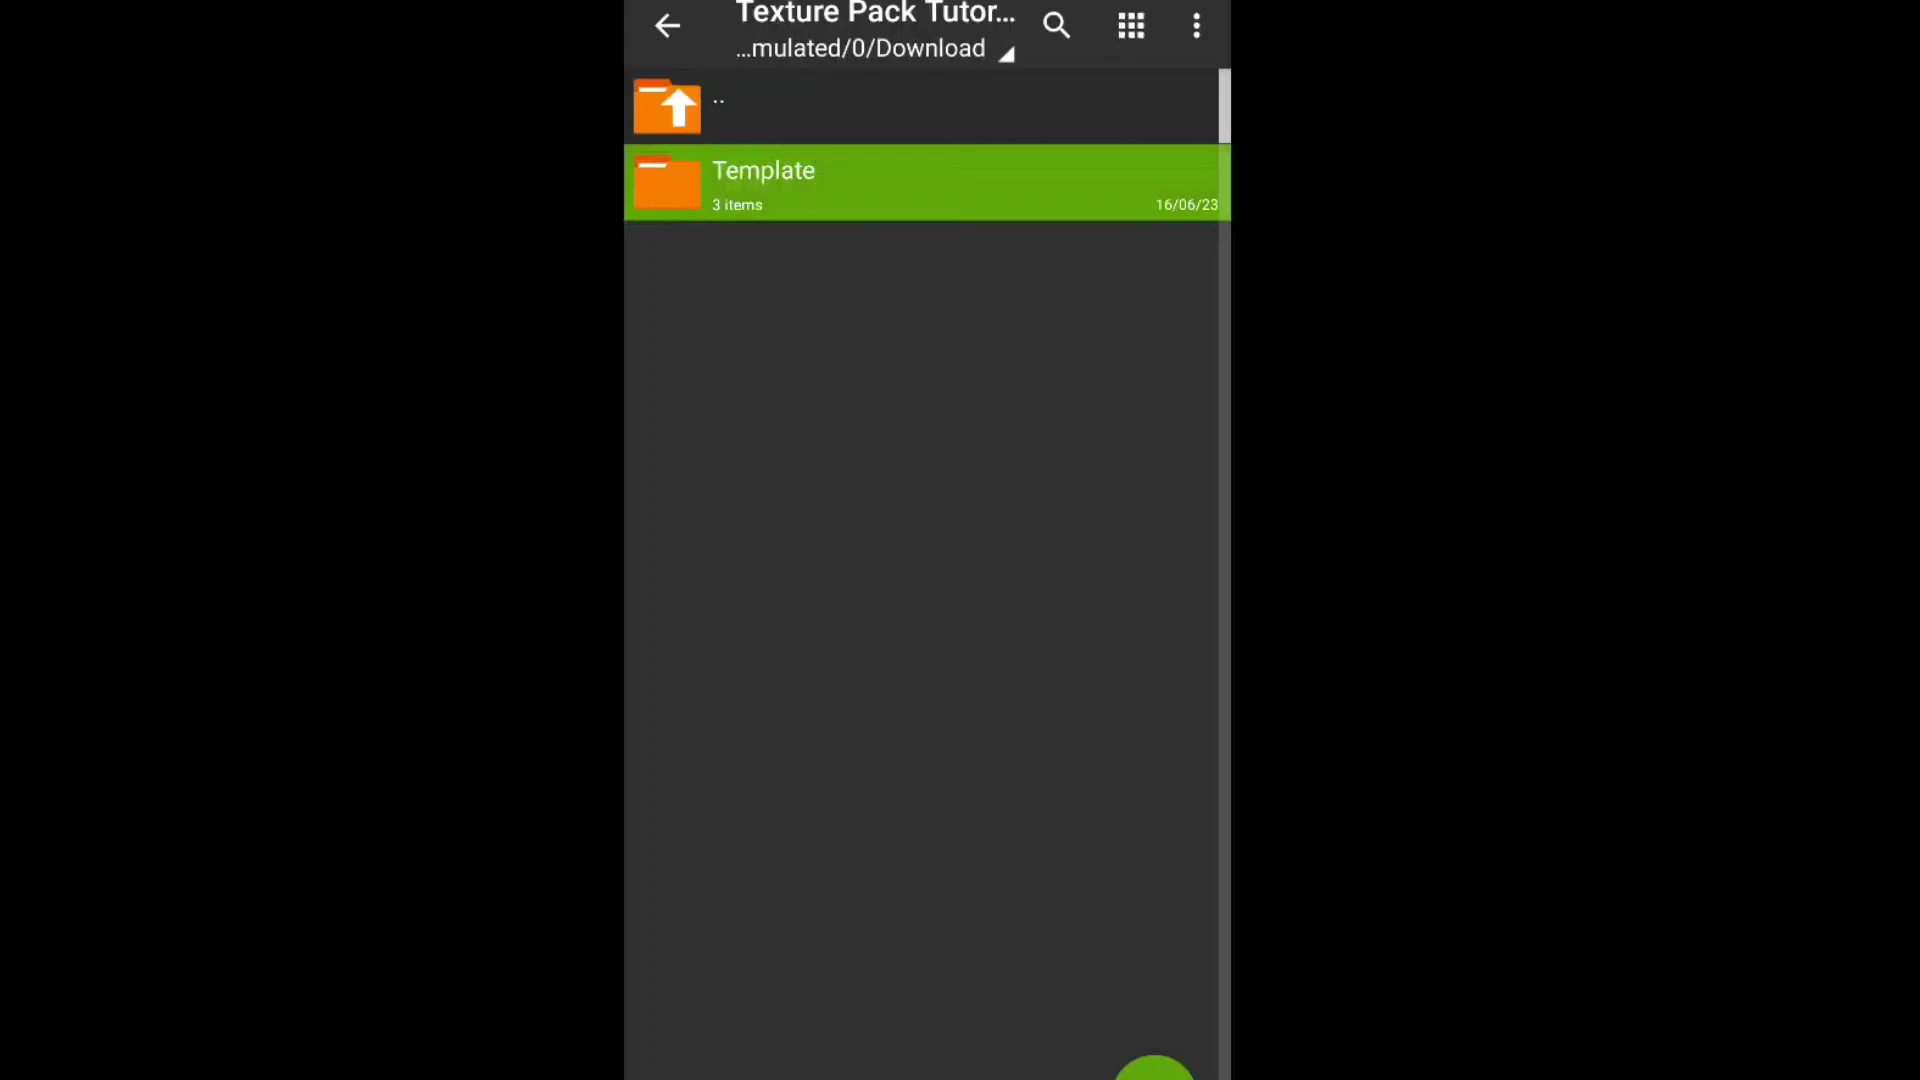 Texture Pack Tutor...
...mulated/0/Download
..
Template
3 items
16/06/23